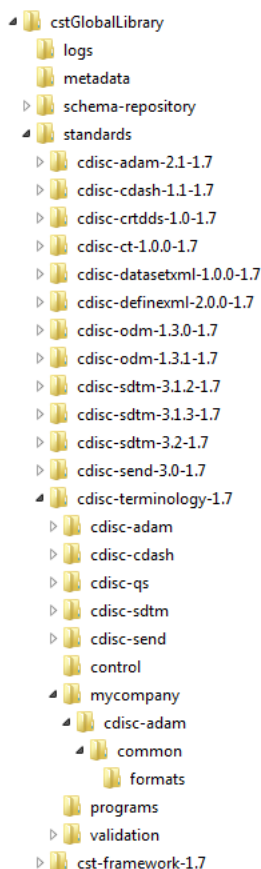 cstGlobalLibrary
logs
metadata
schema-repository
standards
cdisc-adam-2.1-1.7
cdisc-cdash-1.1-1.7
cdisc-crtdds-1.0-1.7
cdisc-ct-1.0.0-1.7
cdisc-datasetxml-1.0.0-1.7
cdisc-definexml-2.0.0-1.7
cdisc-odm-1.3.0-1.7
cdisc-odm-1.3.1-1.7
cdisc-sdtm-3.1.2-1.7
cdisc-sdtm-3.1.3-1.7
cdisc-sdtm-3.2-1.7
cdisc-send-3.0-1.7
cdisc-terminology-1.7
cdisc-adam
cdisc-cdash
cdisc-qs
cdisc-sdtm
cdisc-send
control
mycompany
cdisc-adam
common
formats
programs
validation
cst-framework-1.7